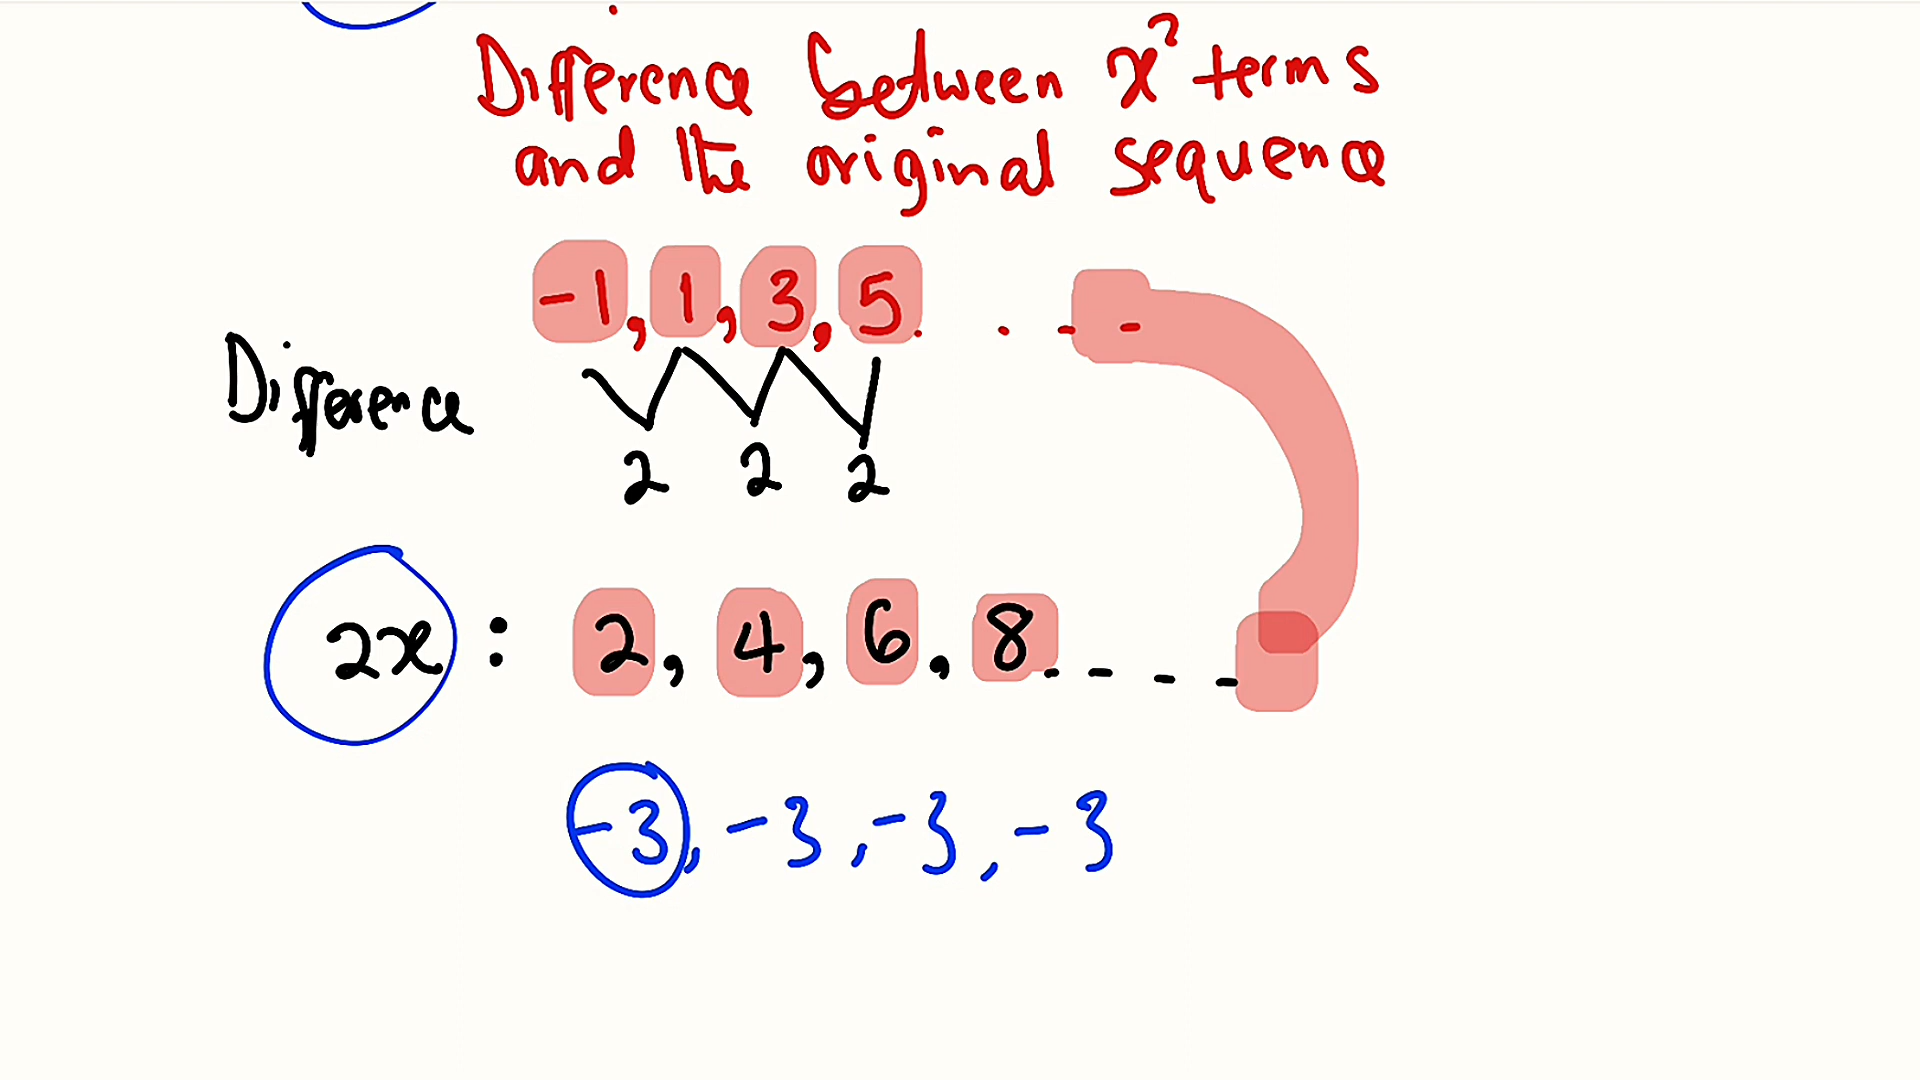 Difference between x² terms
and the original sequence
-1, 1, 3, 5. . - -
Difference
2 2 2
2x : 2, 4, 6, 8. - - -
-3, -3, -3, -3